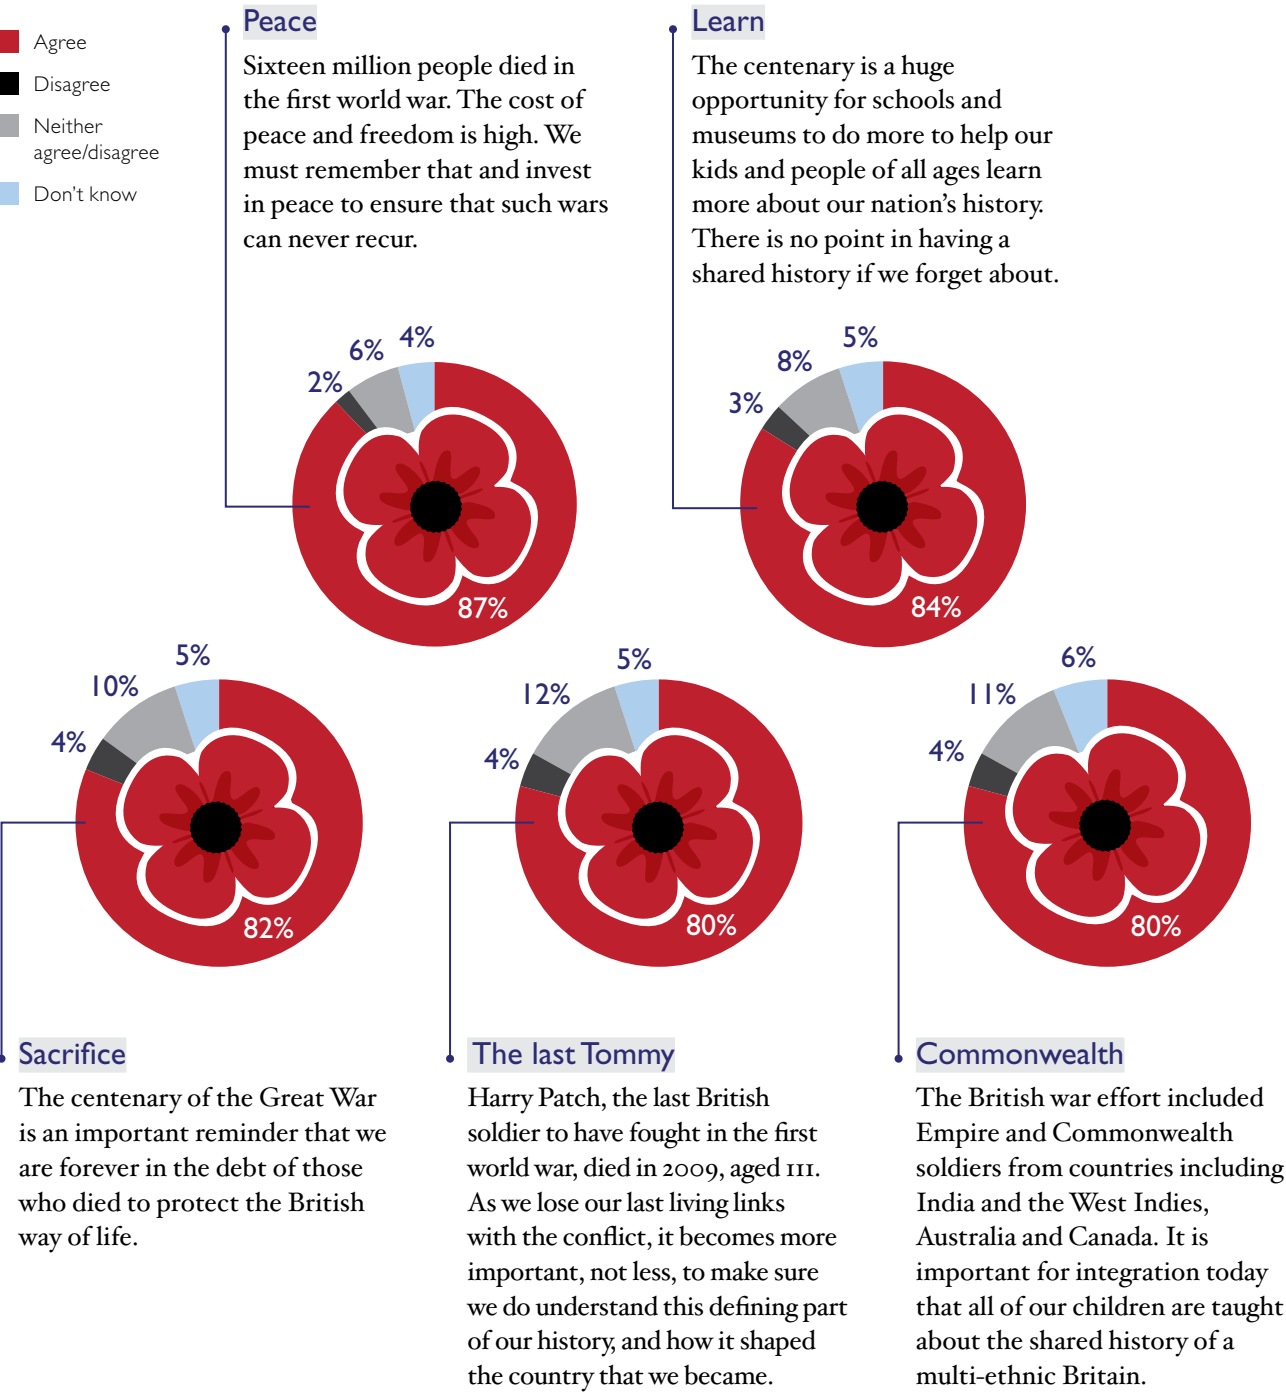 Agree
Disagree
Neither
agree/disagree
Don't know
Peace
Sixteen million people died in
the first world war. The cost of
peace and freedom is high. We
must remember that and invest
in peace to ensure that such wars
can never recur.
Learn
The centenary is a huge
opportunity for schools and
museums to do more to help our
kids and people of all ages learn
more about our nation's history.
There is no point in having a
shared history if we forget about.
2%
6%
4%
87%
3%
8%
5%
84%
4%
10%
5%
82%
4%
12%
5%
80%
4%
11%
6%
80%
Sacrifice
The centenary of the Great War
is an important reminder that we
are forever in the debt of those
who died to protect the British
way of life.
The last Tommy
Harry Patch, the last British
soldier to have fought in the first
world war, died in 2009, aged 111.
As we lose our last living links
with the conflict, it becomes more
important, not less, to make sure
we do understand this defining part
of our history, and how it shaped
the country that we became.
Commonwealth
The British war effort included
Empire and Commonwealth
soldiers from countries including
India and the West Indies,
Australia and Canada. It is
important for integration today
that all of our children are taught
about the shared history of a
multi-ethnic Britain.